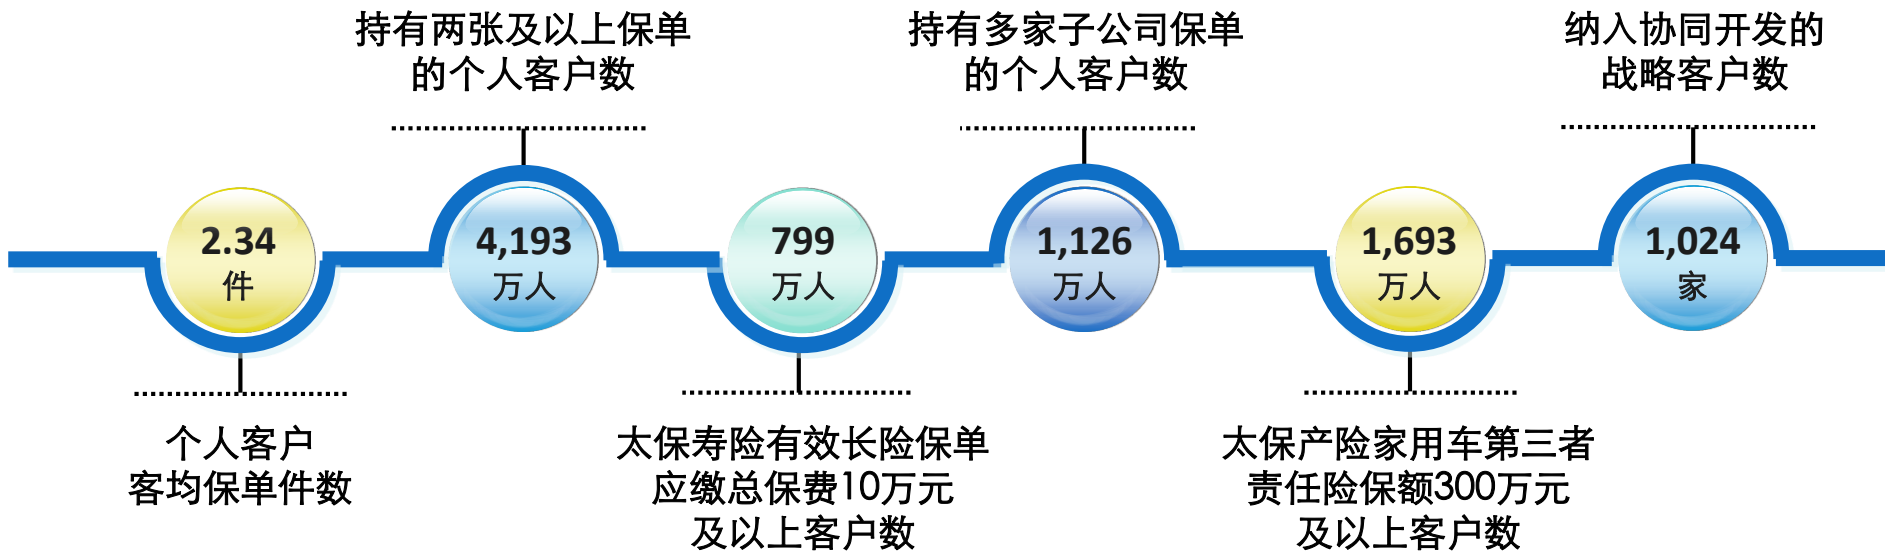 持有两张及以上保单
的个人客户数
持有多家子公司保单
的个人客户数
纳入协同开发的
战略客户数
2.34
件
4,193
万人
799
万人
1,126
万人
1,693
万人
1,024
家
个人客户
客均保单件数
太保寿险有效长险保单
应缴总保费10万元
及以上客户数
太保产险家用车第三者
责任险保额300万元
及以上客户数